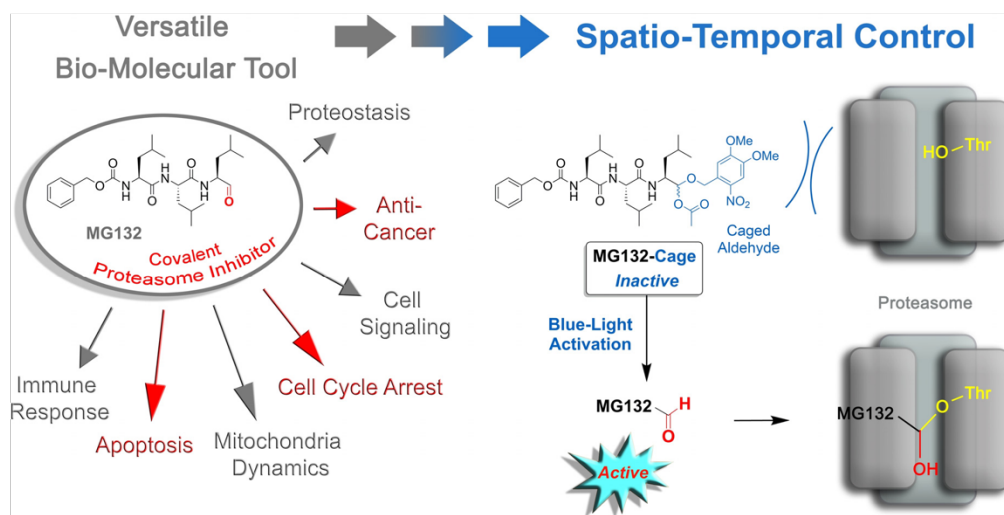 Versatile
Bio-Molecular Tool
Spatio-Temporal Control
Proteostasis
O
O
N
H
O
H
N
O
N
H
O
MG132
Covalent
Proteasome Inhibitor
Anti-
Cancer
Cell
Signaling
Cell Cycle Arrest
Mitochondria
Dynamics
Apoptosis
Immune
Response
O
O
N
H
O
H
N
O
N
H
O
O
O
OMe
OMe
NO2
Caged
Aldehyde
MG132-Cage
Inactive
Blue-Light
Activation
MG132
H
O
Active
HO
Thr
Proteasome
MG132
O
Thr
OH